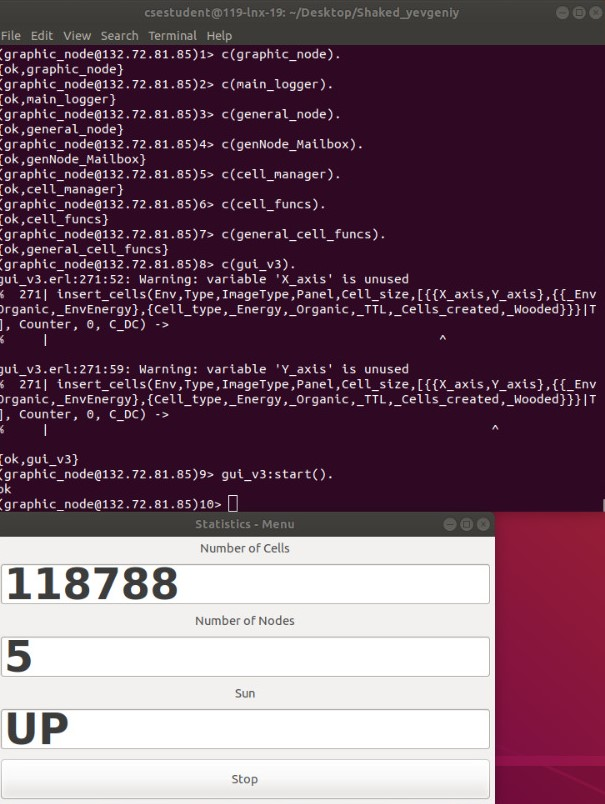 csestudent@119-lnx-19: ~/Desktop/Shaked_yevgeniy
File Edit View Search Terminal Help
(graphic_node@132.72.81.85)1> c(graphic_node).
{ok,graphic_node}
(graphic_node@132.72.81.85)2> c(main_logger).
{ok,main_logger}
(graphic_node@132.72.81.85)3> c(general_node).
{ok,general_node}
(graphic_node@132.72.81.85)4> c(genNode_Mailbox).
{ok,genNode_Mailbox}
(graphic_node@132.72.81.85)5> c(cell_manager).
{ok,cell_manager}
(graphic_node@132.72.81.85)6> c(cell_funcs).
{ok,cell_funcs}
(graphic_node@132.72.81.85)7> c(general_cell_funcs).
{ok,general_cell_funcs}
(graphic_node@132.72.81.85)8> c(gui_v3).
gui_v3.erl:271:52: Warning: variable 'X_axis' is unused
%  271| insert_cells(Env,Type,ImageType,Panel,Cell_size,[{{X_axis,Y_axis},{{_Env
Organic,_EnvEnergy},{Cell_type,_Energy,_Organic,_TTL,_Cells_created,_Wooded}}}|T
], Counter, 0, C_DC) ->
%     |                                                    ^
gui_v3.erl:271:59: Warning: variable 'Y_axis' is unused
%  271| insert_cells(Env,Type,ImageType,Panel,Cell_size,[{{X_axis,Y_axis},{{_Env
Organic,_EnvEnergy},{Cell_type,_Energy,_Organic,_TTL,_Cells_created,_Wooded}}}|T
], Counter, 0, C_DC) ->
%     |                                                           ^
{ok,gui_v3}
(graphic_node@132.72.81.85)9> gui_v3:start().
ok
(graphic_node@132.72.81.85)10>
Statistics - Menu
Number of Cells
118788
Number of Nodes
5
Sun
UP
Stop